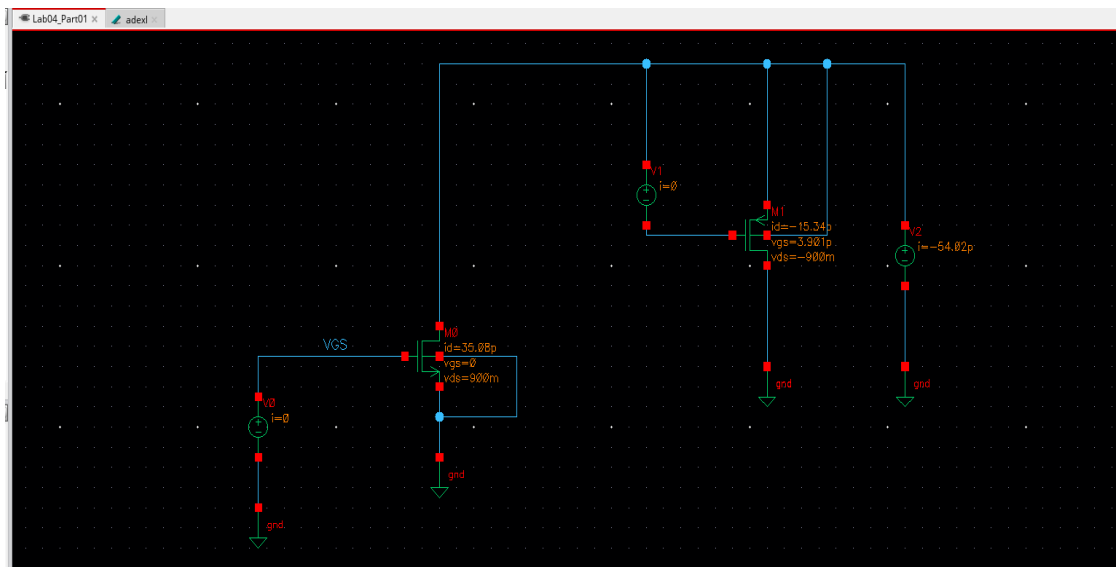 Lab04_Part01 ×
adexl ×
V1
i=0
M1
id=-15.34p
vgs=3.901p
vds=-900m
V2
i=-54.02p
VGS
M0
id=35.08p
vgs=0
vds=900m
V0
i=0
gnd
gnd
gnd
gnd